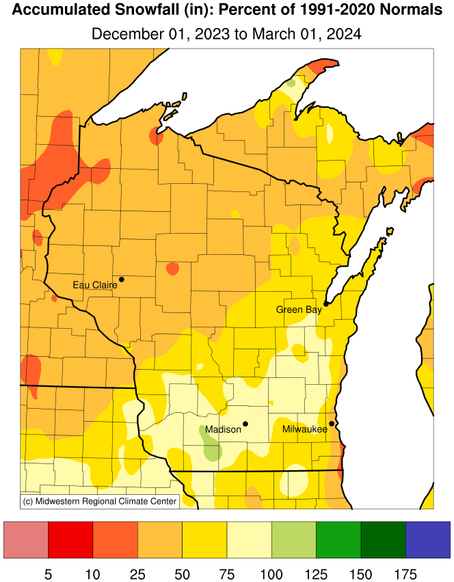 Accumulated Snowfall (in): Percent of 1991-2020 Normals
December 01, 2023 to March 01, 2024
Eau Claire
Green Bay
Madison
Milwaukee
(c) Midwestern Regional Climate Center
5 10 25 50 75 100 125 150 175